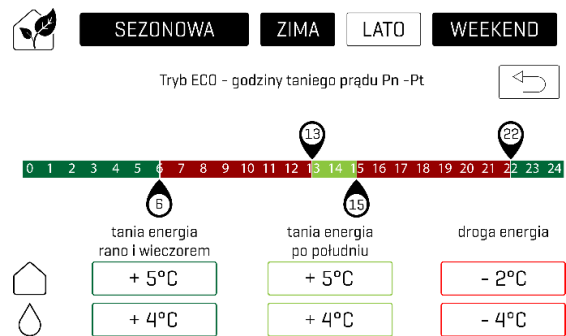 SEZONOWA ZIMA LATO WEEKEND
Tryb ECO - godziny taniego prądu Pn -Pt
13 22
0 1 2 3 4 5 6 7 8 9 10 11 12 13 14 15 16 17 18 19 20 21 22 23 24
6 15
tania energia rano i wieczorem
tania energia po południu
droga energia
+ 5°C + 5°C - 2°C
+ 4°C + 4°C - 4°C